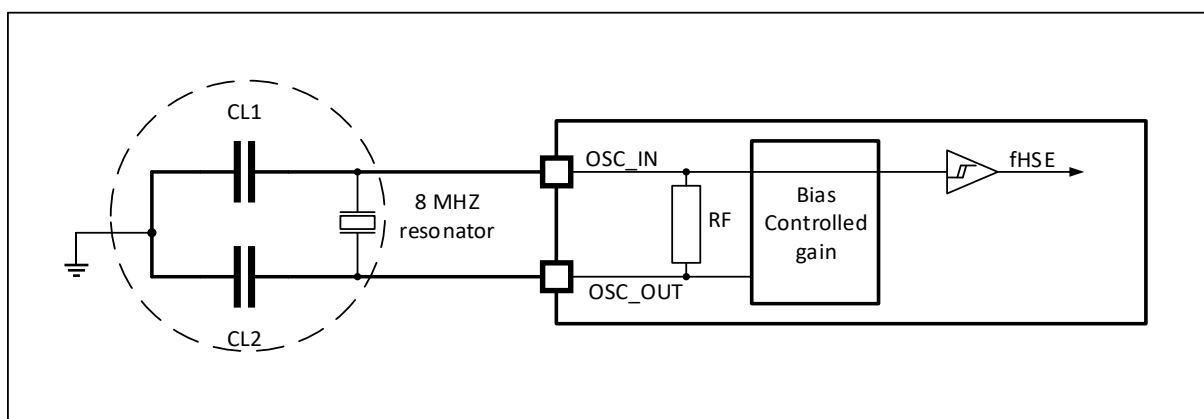 CL1
OSC_IN
fHSE
8 MHZ
resonator
RF
Bias
Controlled
gain
OSC_OUT
CL2